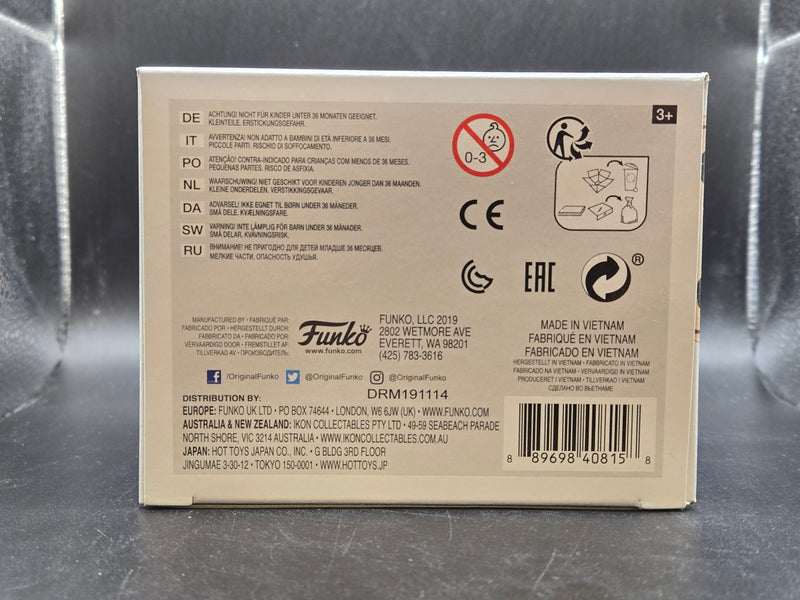 3+
DE ACHTUNG! NICHT FÜR KINDER UNTER 36 MONATEN GEEIGNET.
KLEINTEILE. ERSTICKUNGSGEFAHR.
IT AVVERTENZA! NON ADATTO A BAMBINI DI ETÀ INFERIORE A 36 MESI.
PICCOLE PARTI. RISCHIO DI SOFFOCAMENTO.
PO ATENÇÃO! CONTRA-INDICADO PARA CRIANÇAS COM MENOS DE 36 MESES.
PEQUENAS PARTES. RISCO DE ASFIXIA.
NL WAARSCHUWING! NIET GESCHIKT VOOR KINDEREN JONGER DAN 36 MAANDEN.
KLEINE ONDERDELEN. VERSTIKKINGSGEVAAR.
DA ADVARSEL! IKKE EGNET TIL BØRN UNDER 36 MÅNEDER.
SMÅ DELE. KVÆLNINGSFARE.
SW VARNING! INTE LÄMPLIG FÖR BARN UNDER 36 MÅNADER.
SMÅ DELAR. KVÄVNINGSRISK.
RU ВНИМАНИЕ! НЕ ПРИГОДНО ДЛЯ ДЕТЕЙ МЛАДШЕ 36 МЕСЯЦЕВ.
МЕЛКИЕ ЧАСТИ. ОПАСНОСТЬ УДУШЬЯ.
0-3
CE
EAC
®
MANUFACTURED BY • FABRIQUÉ PAR:
FABRICADO POR • HERGESTELLT DURCH:
FABBRICATO DA • FABRICADO POR:
VERVAARDIGD DOOR • FREMSTILLET AF:
TILLVERKAD AV • ПРОИЗВОДИТЕЛЬ:
Funko
www.funko.com
FUNKO, LLC 2019
2802 WETMORE AVE
EVERETT, WA 98201
(425) 783-3616
/OriginalFunko @OriginalFunko @OriginalFunko
DRM191114
MADE IN VIETNAM
FABRIQUÉ EN VIETNAM
FABRICADO EN VIETNAM
HERGESTELLT IN VIETNAM • FABBRICATO IN VIETNAM
FABRICADO NA VIETNAM • VERVAARDIGD IN VIETNAM
PRODUCERET I VIETNAM • TILLVERKAD I VIETNAM
СДЕЛАНО ВО ВЬЕТНАМЕ
DISTRIBUTION BY:
EUROPE: FUNKO UK LTD • PO BOX 74644 • LONDON, W6 6JW (UK) • WWW.FUNKO.COM
AUSTRALIA & NEW ZEALAND: IKON COLLECTABLES PTY LTD • 49-59 SEABEACH PARADE
NORTH SHORE, VIC 3214 AUSTRALIA • WWW.IKONCOLLECTABLES.COM.AU
JAPAN: HOT TOYS JAPAN CO., INC. • G BLDG 3RD FLOOR
JINGUMAE 3-30-12 • TOKYO 150-0001 • WWW.HOTTOYS.JP
8 89698 40815 8